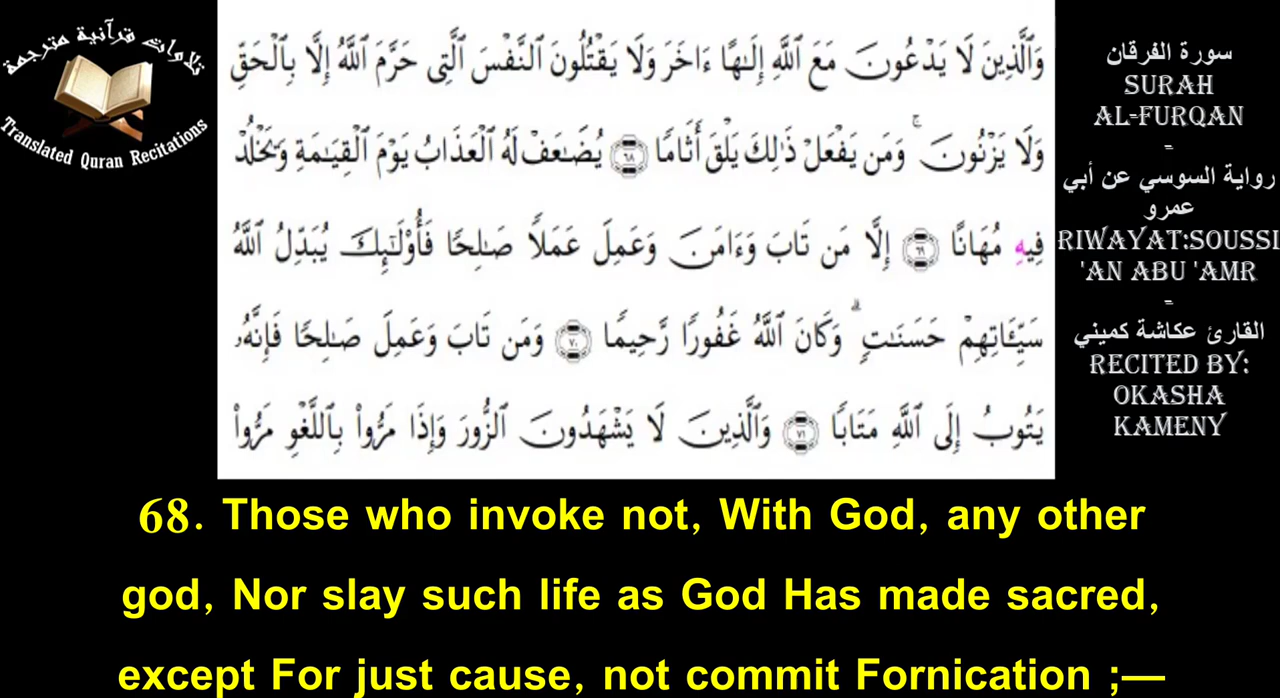 تلاوات قرآنية مترجمة
Translated Quran Recitations
وَٱلَّذِينَ لَا يَدْعُونَ مَعَ ٱللَّهِ إِلَٰهًا ءَاخَرَ وَلَا يَقْتُلُونَ ٱلنَّفْسَ ٱلَّتِى حَرَّمَ ٱللَّهُ إِلَّا بِالْحَقِّ
وَلَا يَزْنُونَ ۚ وَمَن يَفْعَلْ ذَٰلِكَ يَلْقَ أَثَامًا ٦٨ يُضَٰعَفْ لَهُ ٱلْعَذَابُ يَوْمَ ٱلْقِيَٰمَةِ وَيَخْلُدْ
فِيهِ مُهَانًا ٦٩ إِلَّا مَن تَابَ وَءَامَنَ وَعَمِلَ عَمَلًا صَٰلِحًا فَأُوْلَٰٓئِكَ يُبَدِّلُ ٱللَّهُ
سَيِّـَٔاتِهِمْ حَسَنَٰتٍ ۗ وَكَانَ ٱللَّهُ غَفُورًا رَّحِيمًا ٧٠ وَمَن تَابَ وَعَمِلَ صَٰلِحًا فَإِنَّهُۥ
يَتُوبُ إِلَى ٱللَّهِ مَتَابًا ٧١ وَٱلَّذِينَ لَا يَشْهَدُونَ ٱلزُّورَ وَإِذَا مَرُّواْ بِٱللَّغْوِ مَرُّواْ
سورة الفرقان
SURAH
AL-FURQAN
-
رواية السوسي عن أبي
عمرو
RIWAYAT:SOUSSI
'AN ABU 'AMR
-
القارئ عكاشة كميني
RECITED BY:
OKASHA
KAMENY
68. Those who invoke not, With God, any other
god, Nor slay such life as God Has made sacred,
except For just cause, not commit Fornication ;—